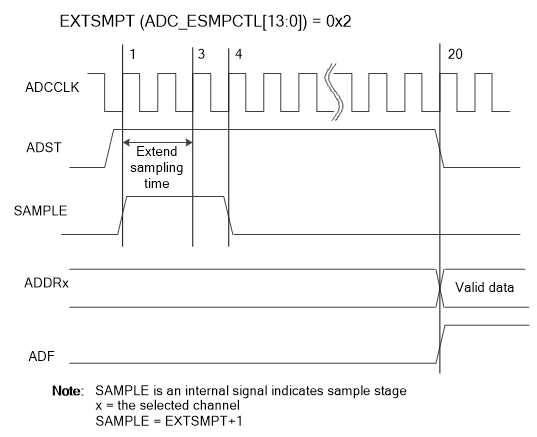 EXTSMPT (ADC_ESMPCTL[13:0]) = 0x2
1 3 4 20
ADCCLK
ADST
Extend
sampling
time
SAMPLE
ADDRx
Valid data
ADF
Note: SAMPLE is an internal signal indicates sample stage
x = the selected channel
SAMPLE = EXTSMPT+1